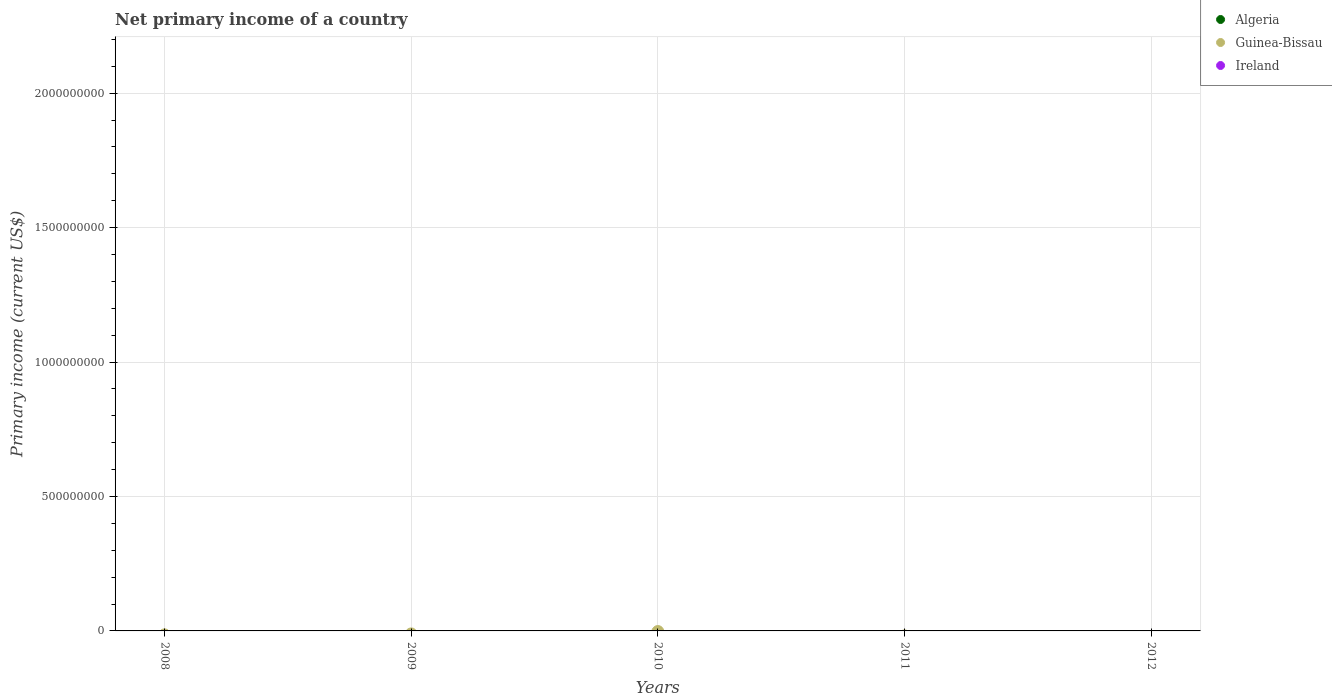 Net primary income of a country
Algeria
Guinea-Bissau
Ireland
Primary income (current US$)
2000000000
1500000000
1000000000
500000000
0
2008
2009
2010
2011
2012
Years